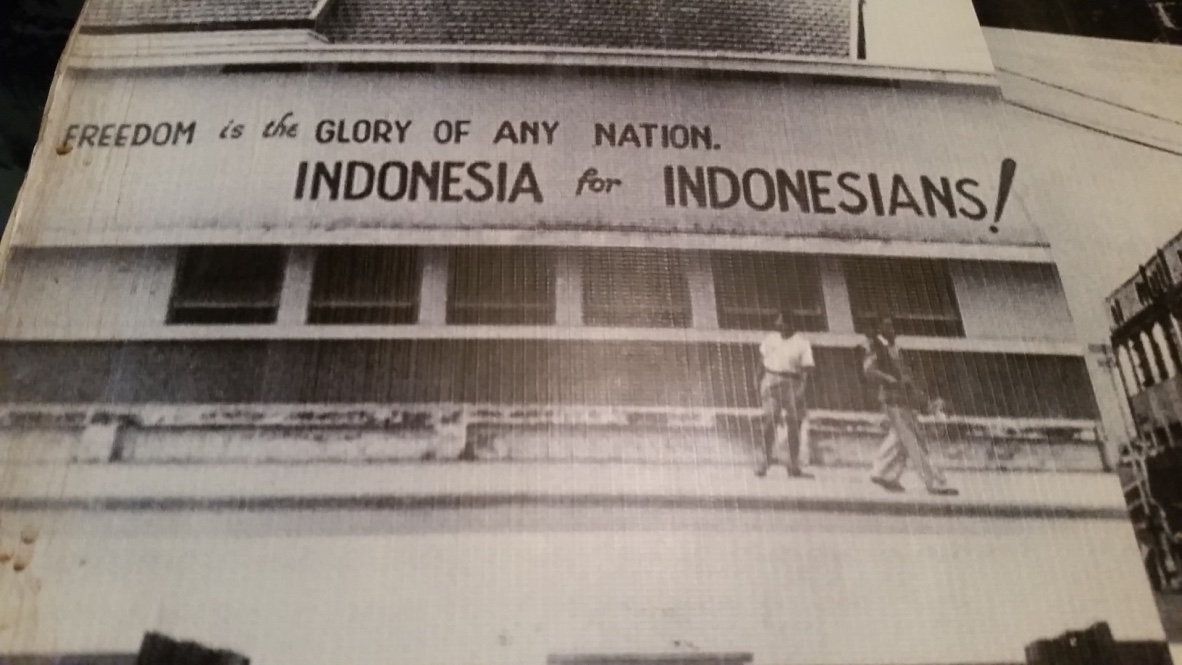 FREEDOM is the GLORY OF ANY NATION.
INDONESIA for INDONESIANS!